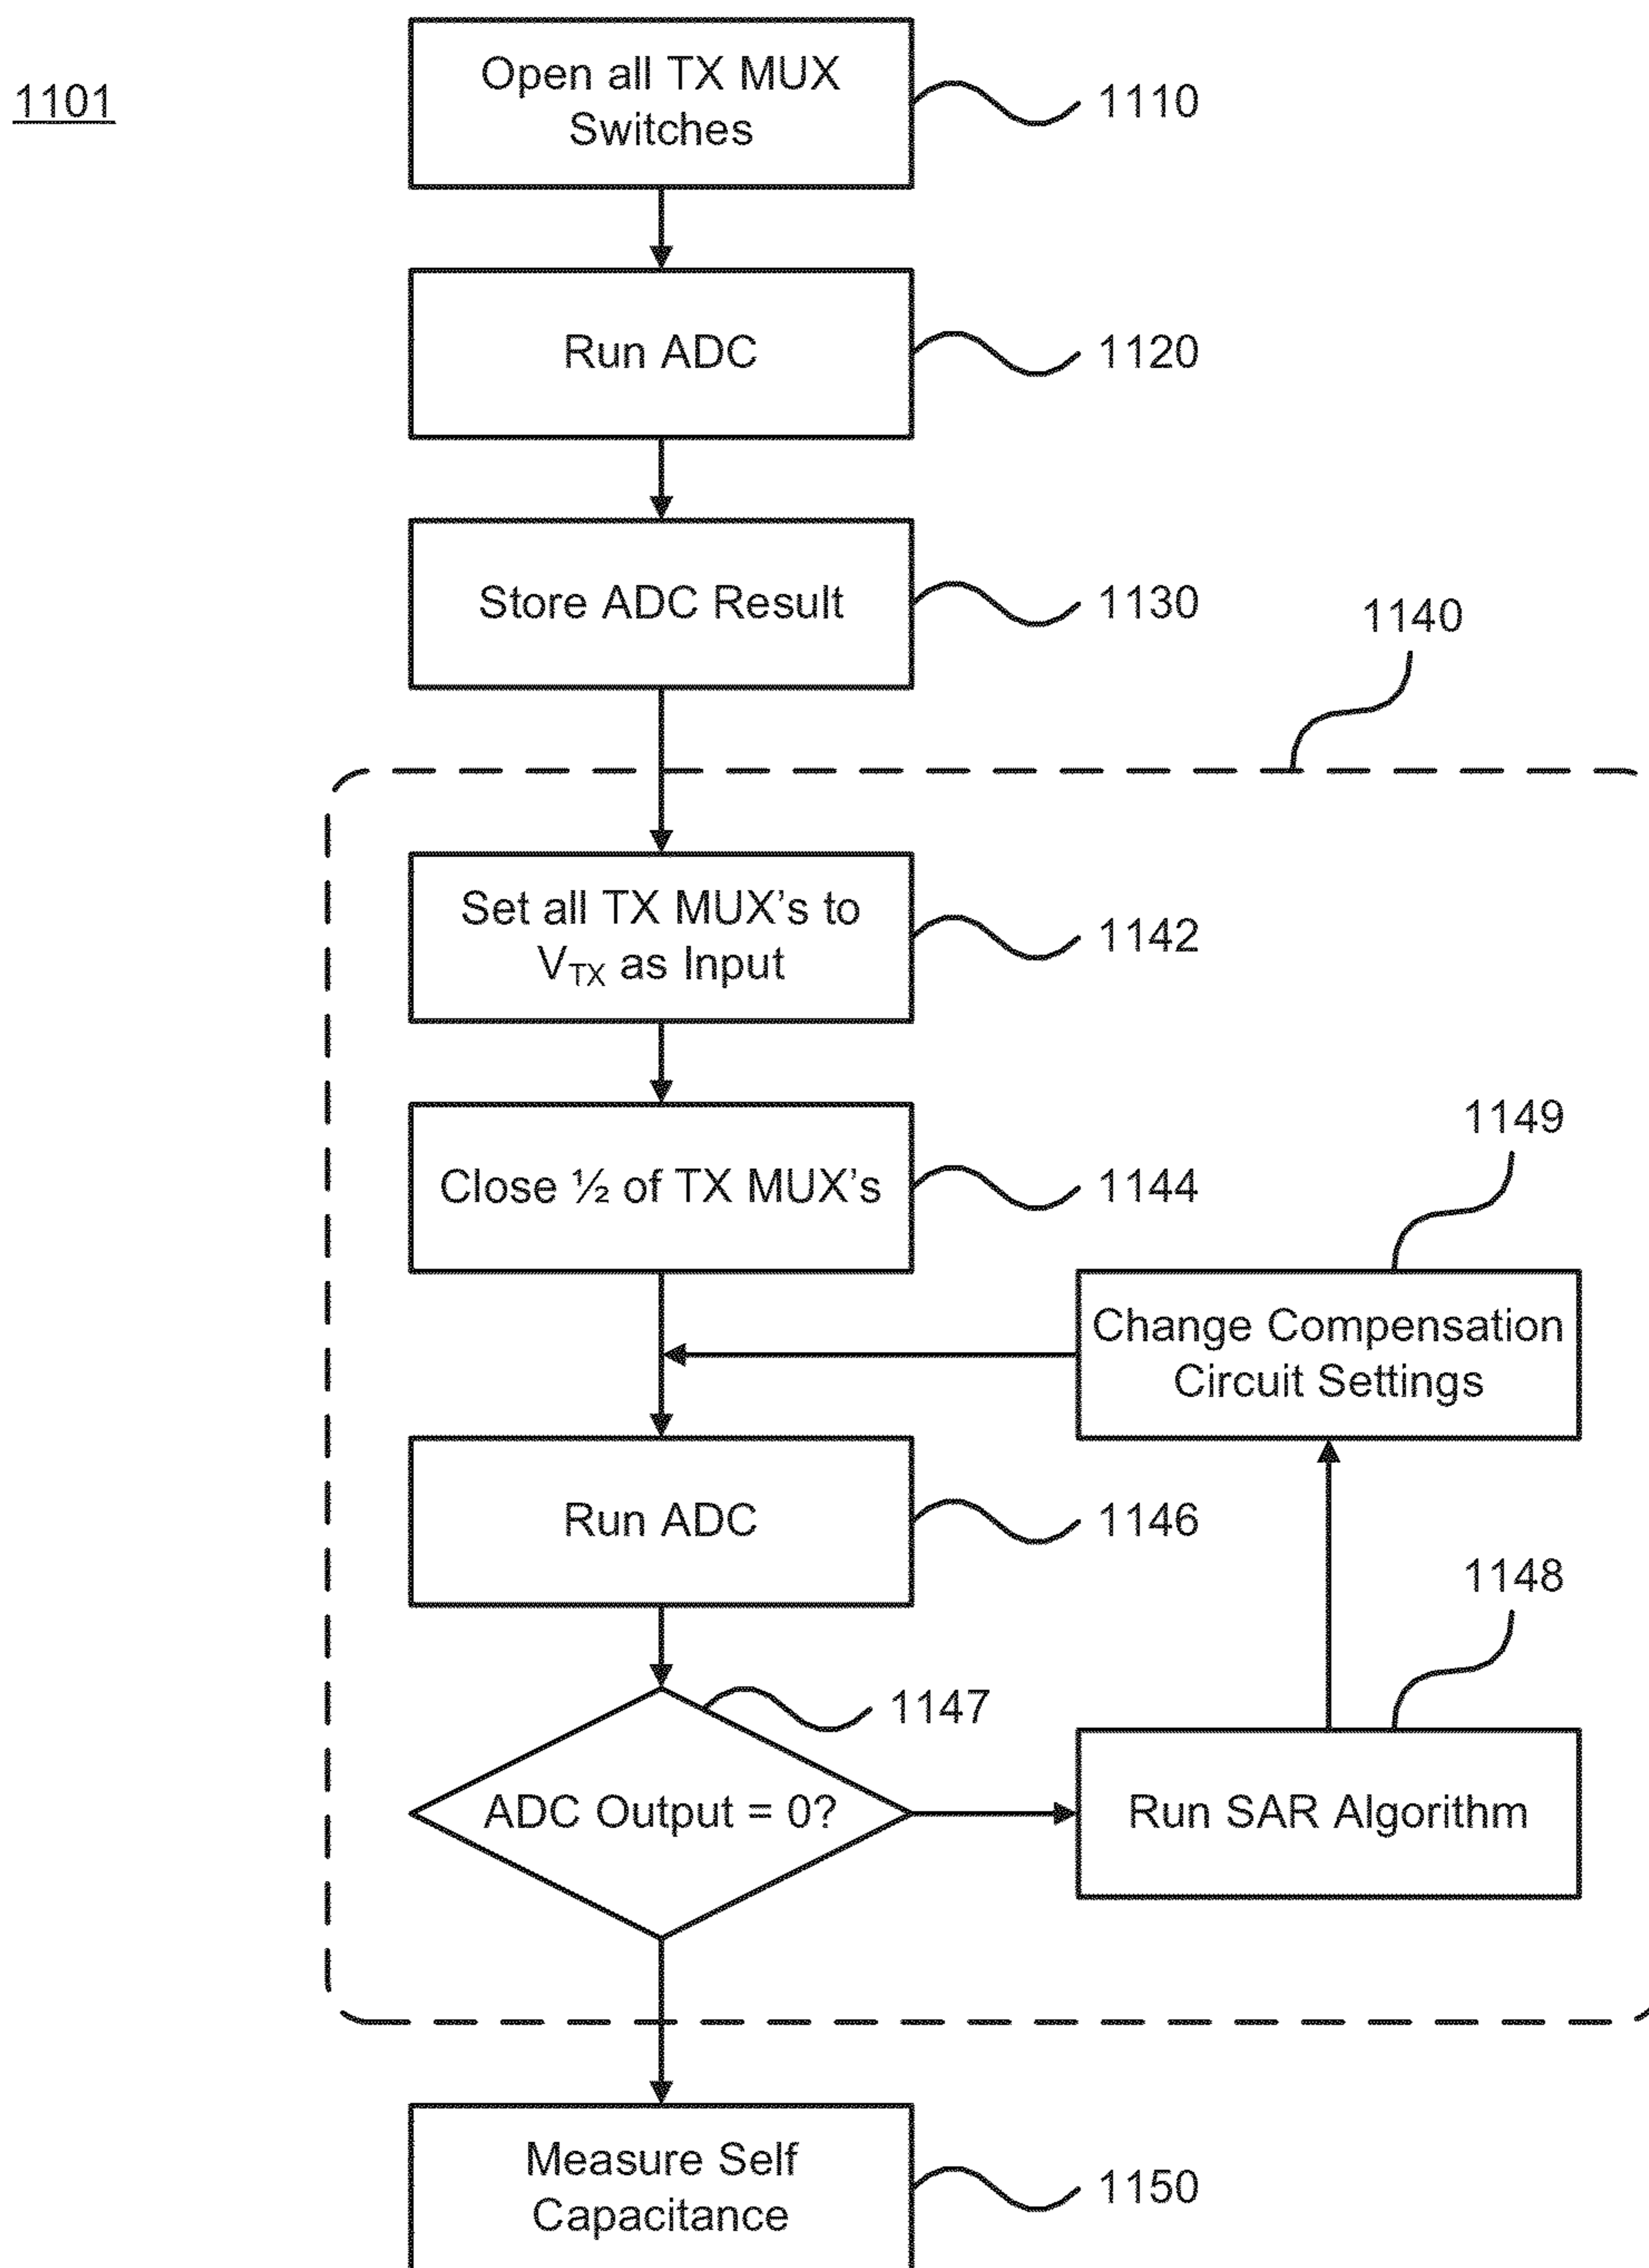 1101
Open all TX MUX
Switches
1110
Run ADC
1120
Store ADC Result
1130
1140
Set all TX MUX's to
VTX as Input
1142
Close ½ of TX MUX's
1144
1149
Change Compensation
Circuit Settings
Run ADC
1146
1148
1147
ADC Output = 0?
Run SAR Algorithm
Measure Self
Capacitance
1150